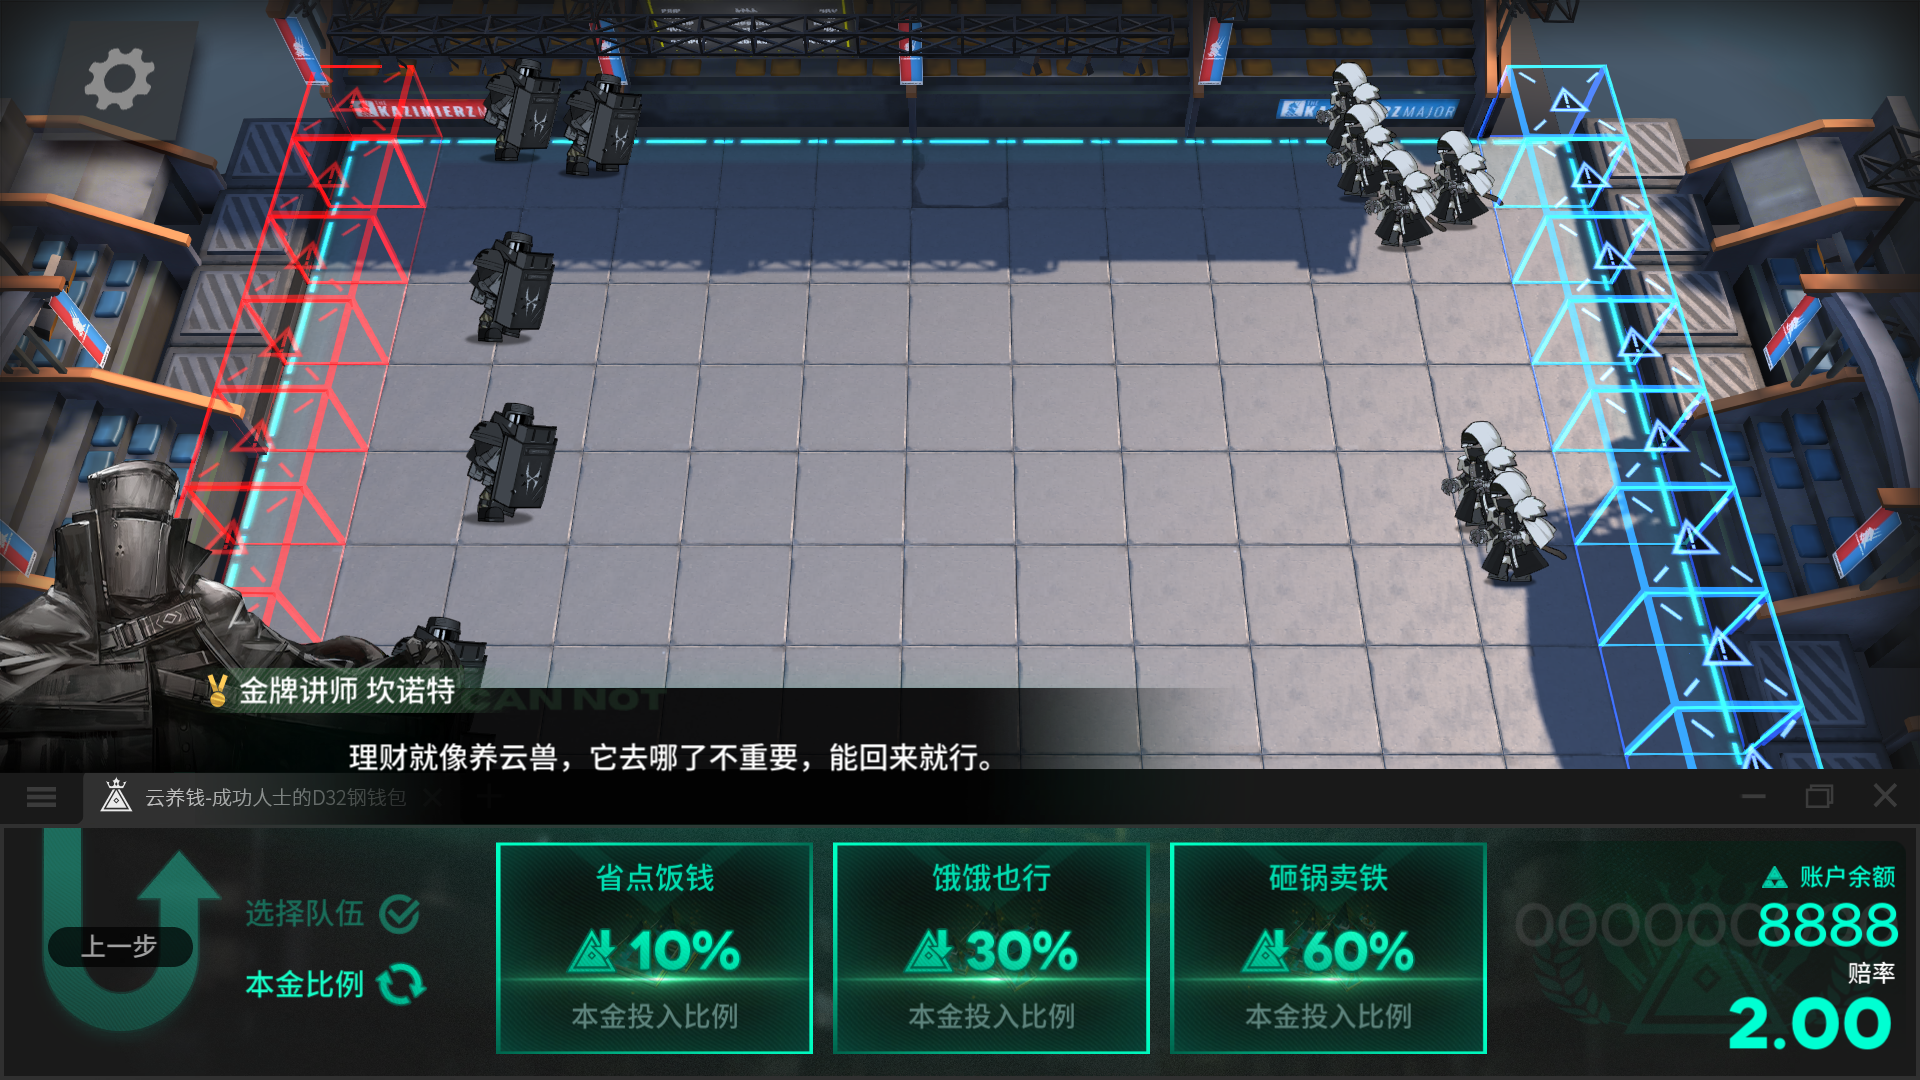 KAZIMIERZ
ZMAJOR
金牌讲师 坎诺特
CAN NOT
理财就像养云兽，它去哪了不重要，能回来就行。
云养钱-成功人士的D32钢钱包
上一步
选择队伍
本金比例
省点饭钱
10%
本金投入比例
饿饿也行
30%
本金投入比例
砸锅卖铁
60%
本金投入比例
账户余额
0000008888
赔率
2.00